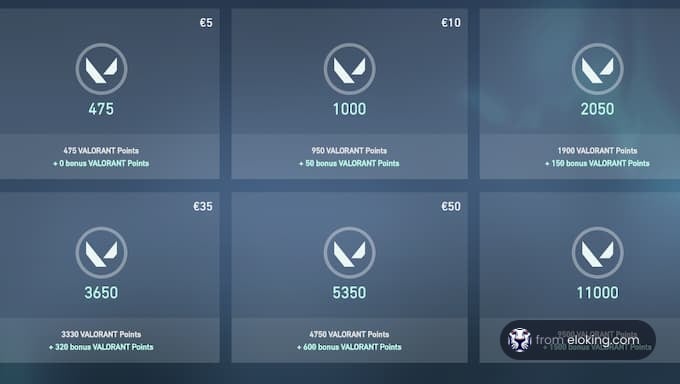 €5
475
475 VALORANT Points
+ 0 bonus VALORANT Points
€10
1000
950 VALORANT Points
+ 50 bonus VALORANT Points
2050
1900 VALORANT Points
+ 150 bonus VALORANT Points
€35
3650
3330 VALORANT Points
+ 320 bonus VALORANT Points
€50
5350
4750 VALORANT Points
+ 600 bonus VALORANT Points
11000
9500 VALORANT Points
+ 1500 bonus VALORANT Points
from eloking.com